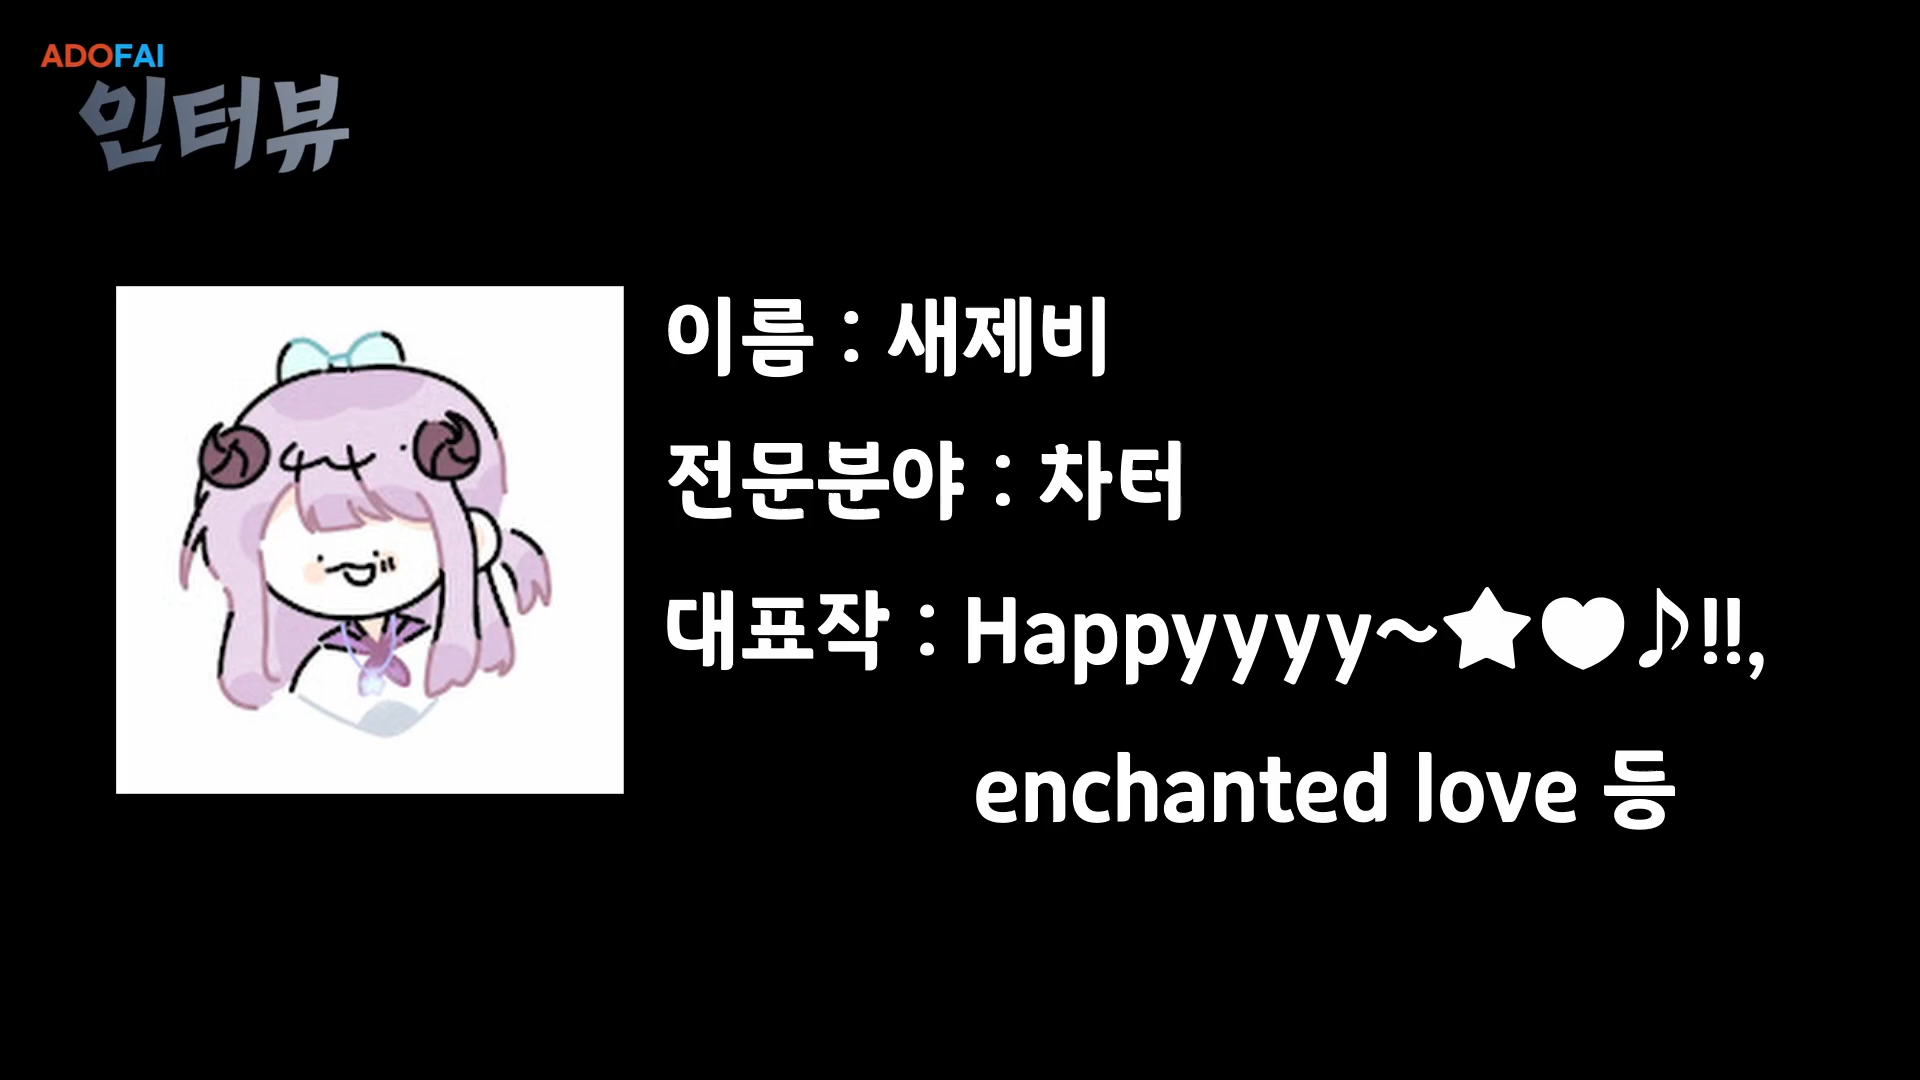 ADOFAI
인터뷰
이름 : 새제비
전문분야 : 차터
대표작 : Happyyyy~★♥♪!!,
enchanted love 등